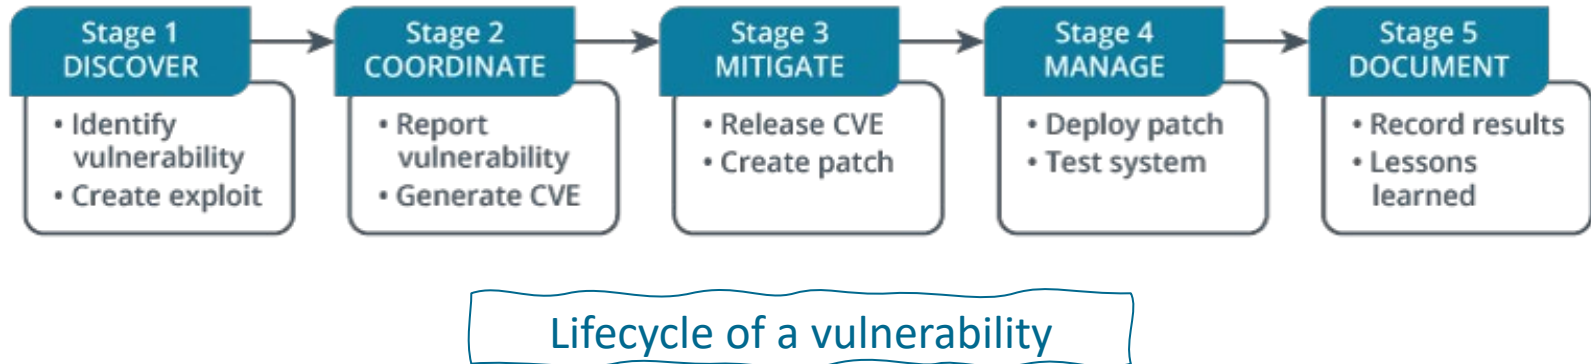 Stage 1
DISCOVER
• Identify
vulnerability
• Create exploit
Stage 2
COORDINATE
• Report
vulnerability
• Generate CVE
Stage 3
MITIGATE
• Release CVE
• Create patch
Stage 4
MANAGE
• Deploy patch
• Test system
Stage 5
DOCUMENT
• Record results
• Lessons
learned
Lifecycle of a vulnerability